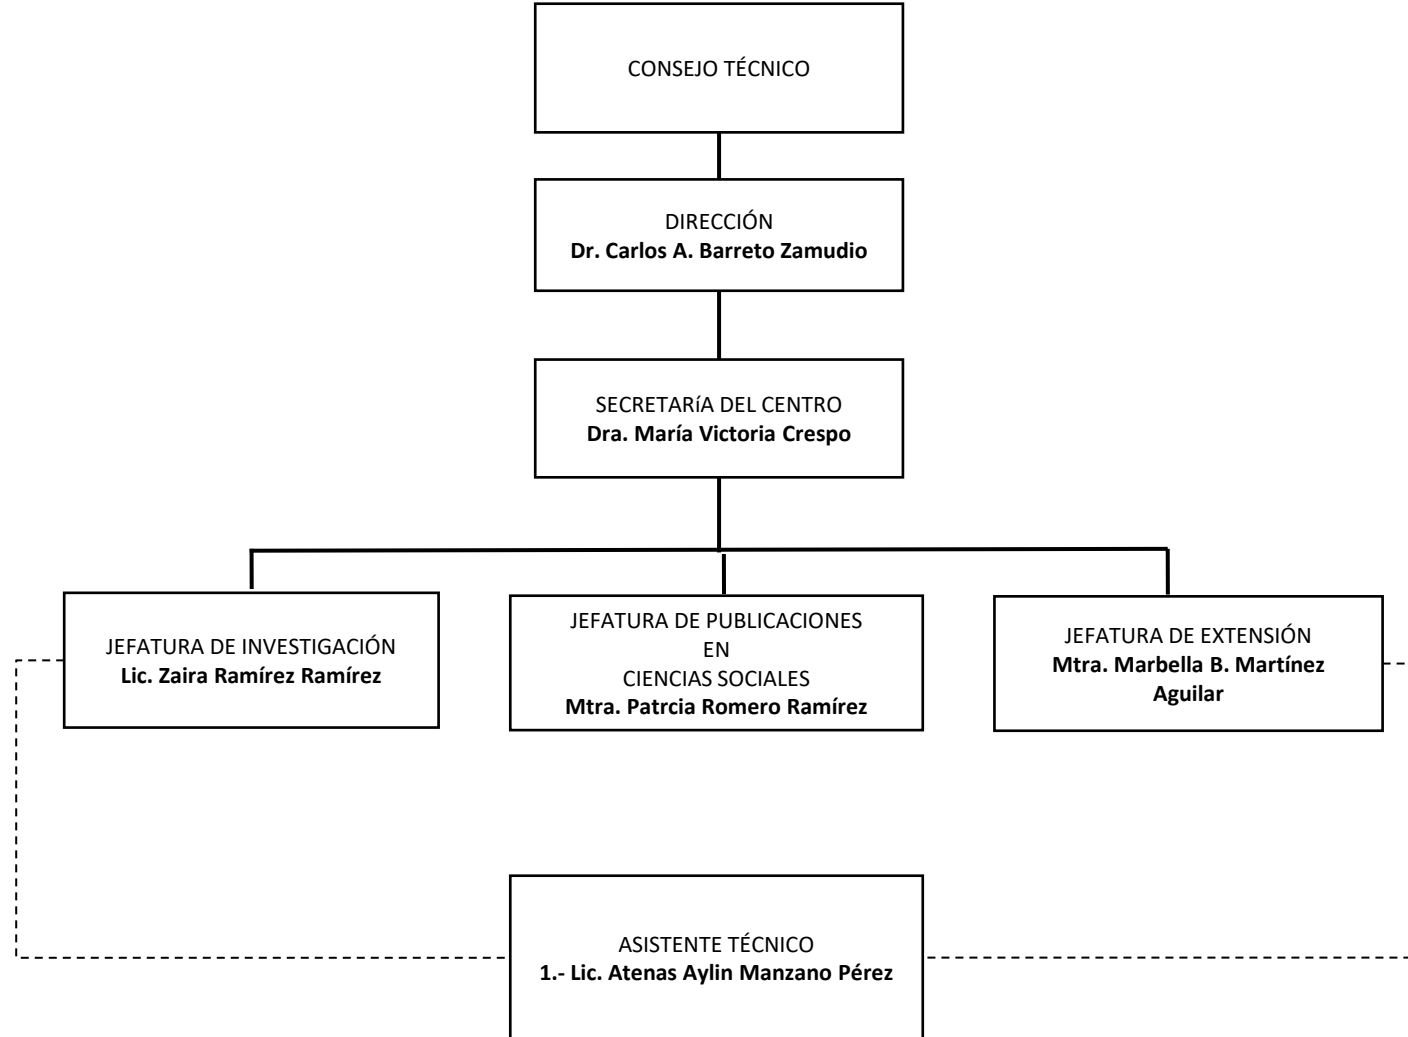 CONSEJO TÉCNICO
DIRECCIÓN
Dr. Carlos A. Barreto Zamudio
SECRETARíA DEL CENTRO
Dra. María Victoria Crespo
JEFATURA DE INVESTIGACIÓN
Lic. Zaira Ramírez Ramírez
JEFATURA DE PUBLICACIONES
EN
CIENCIAS SOCIALES
Mtra. Patrcia Romero Ramírez
JEFATURA DE EXTENSIÓN
Mtra. Marbella B. Martínez
Aguilar
ASISTENTE TÉCNICO
1.- Lic. Atenas Aylin Manzano Pérez